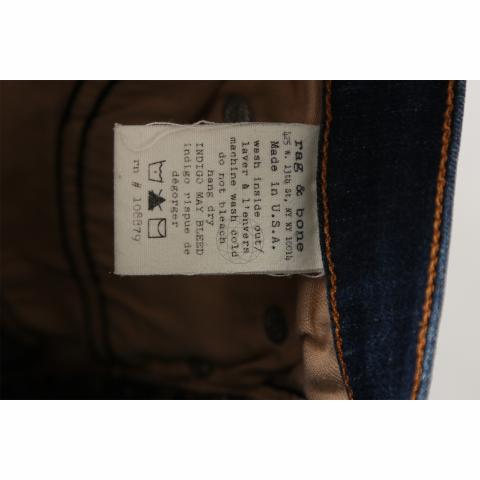 rag & bone
425 W. 13th St, NY NY 10014
Made in U.S.A.
wash inside out/
laver à l'envers
machine wash cold
do not bleach
hang dry
INDIGO MAY BLEED
indigo risque de
dégorger
rn # 108879